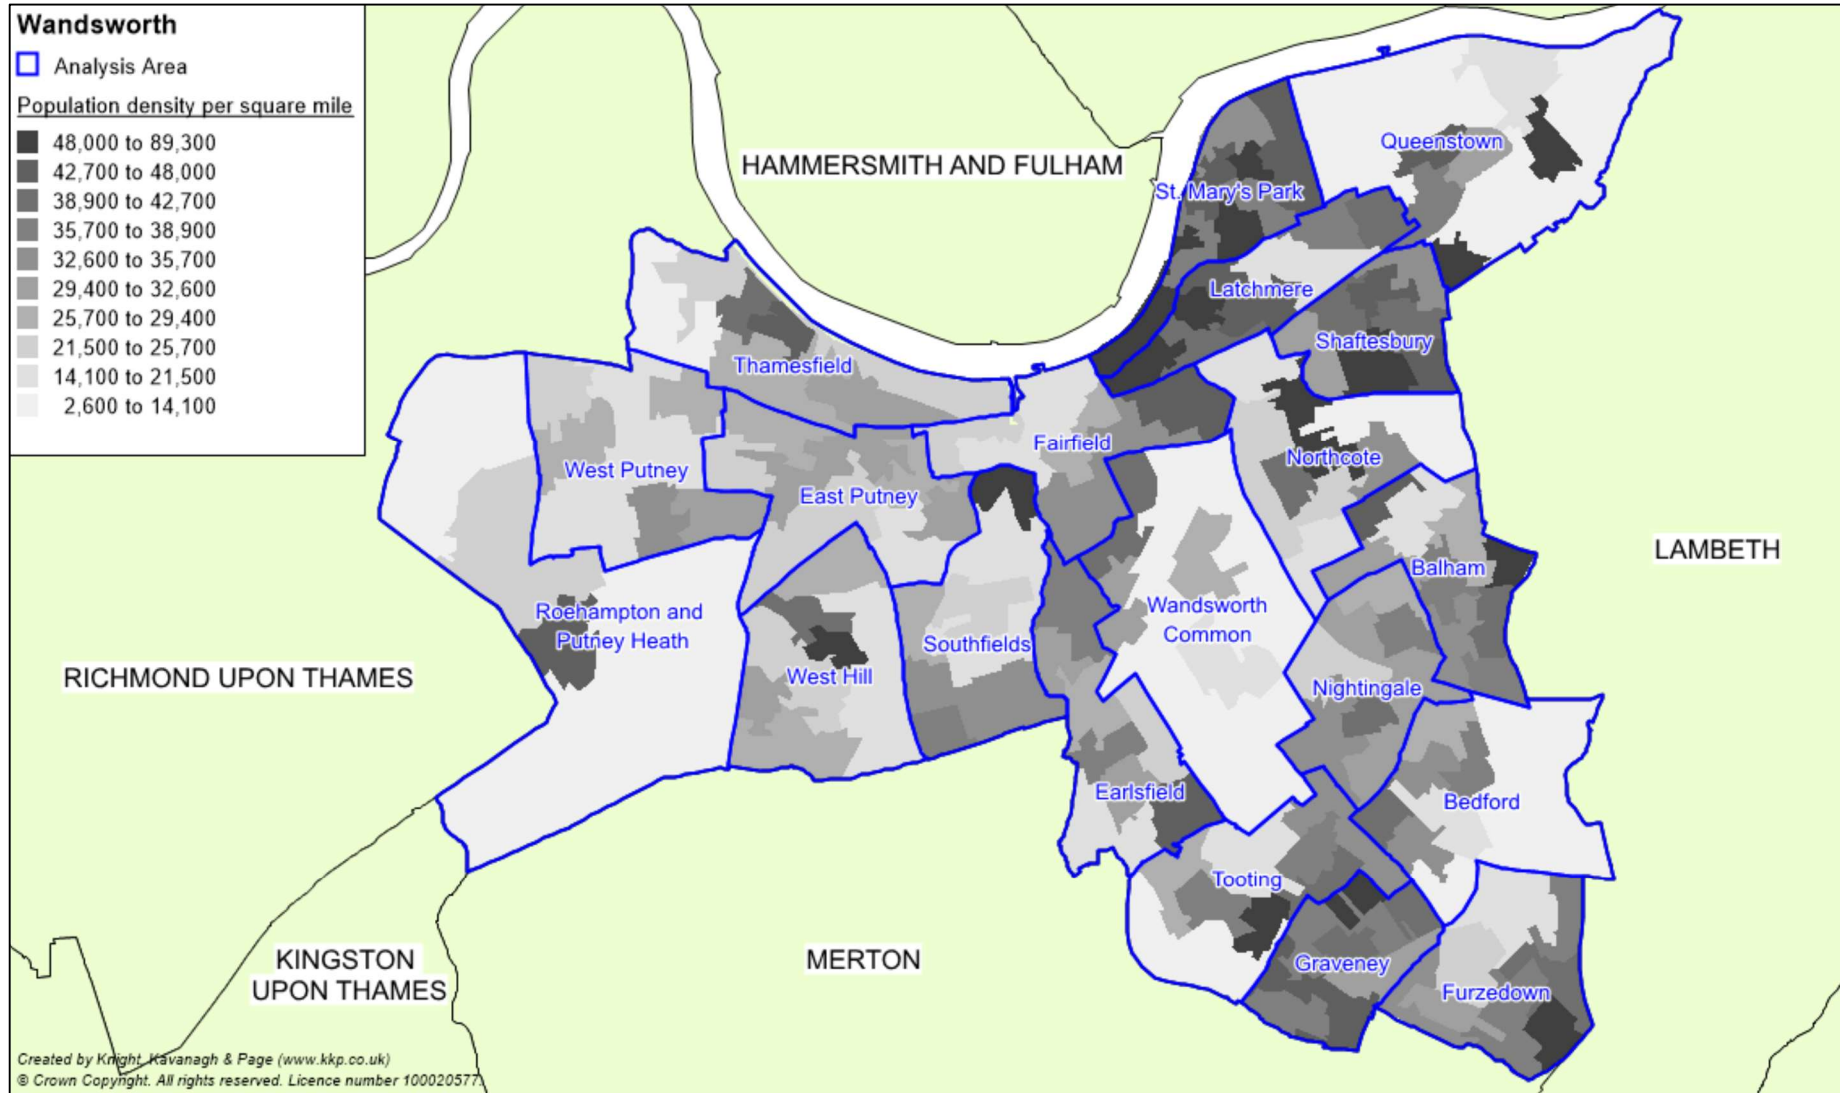 Wandsworth
Analysis Area
Population density per square mile
48,000 to 89,300
42,700 to 48,000
38,900 to 42,700
35,700 to 38,900
32,600 to 35,700
29,400 to 32,600
25,700 to 29,400
21,500 to 25,700
14,100 to 21,500
2,600 to 14,100
HAMMERSMITH AND FULHAM
Queenstown
St. Mary's Park
Latchmere
Shaftesbury
Thamesfield
Fairfield
Northcote
West Putney
East Putney
LAMBETH
Balham
Roehampton and
Putney Heath
Wandsworth
Common
Southfields
RICHMOND UPON THAMES
West Hill
Nightingale
Earlsfield
Bedford
Tooting
KINGSTON
UPON THAMES
MERTON
Graveney
Furzedown
Created by Knight, Kavanagh & Page (www.kkp.co.uk)
© Crown Copyright. All rights reserved. Licence number 100020577.